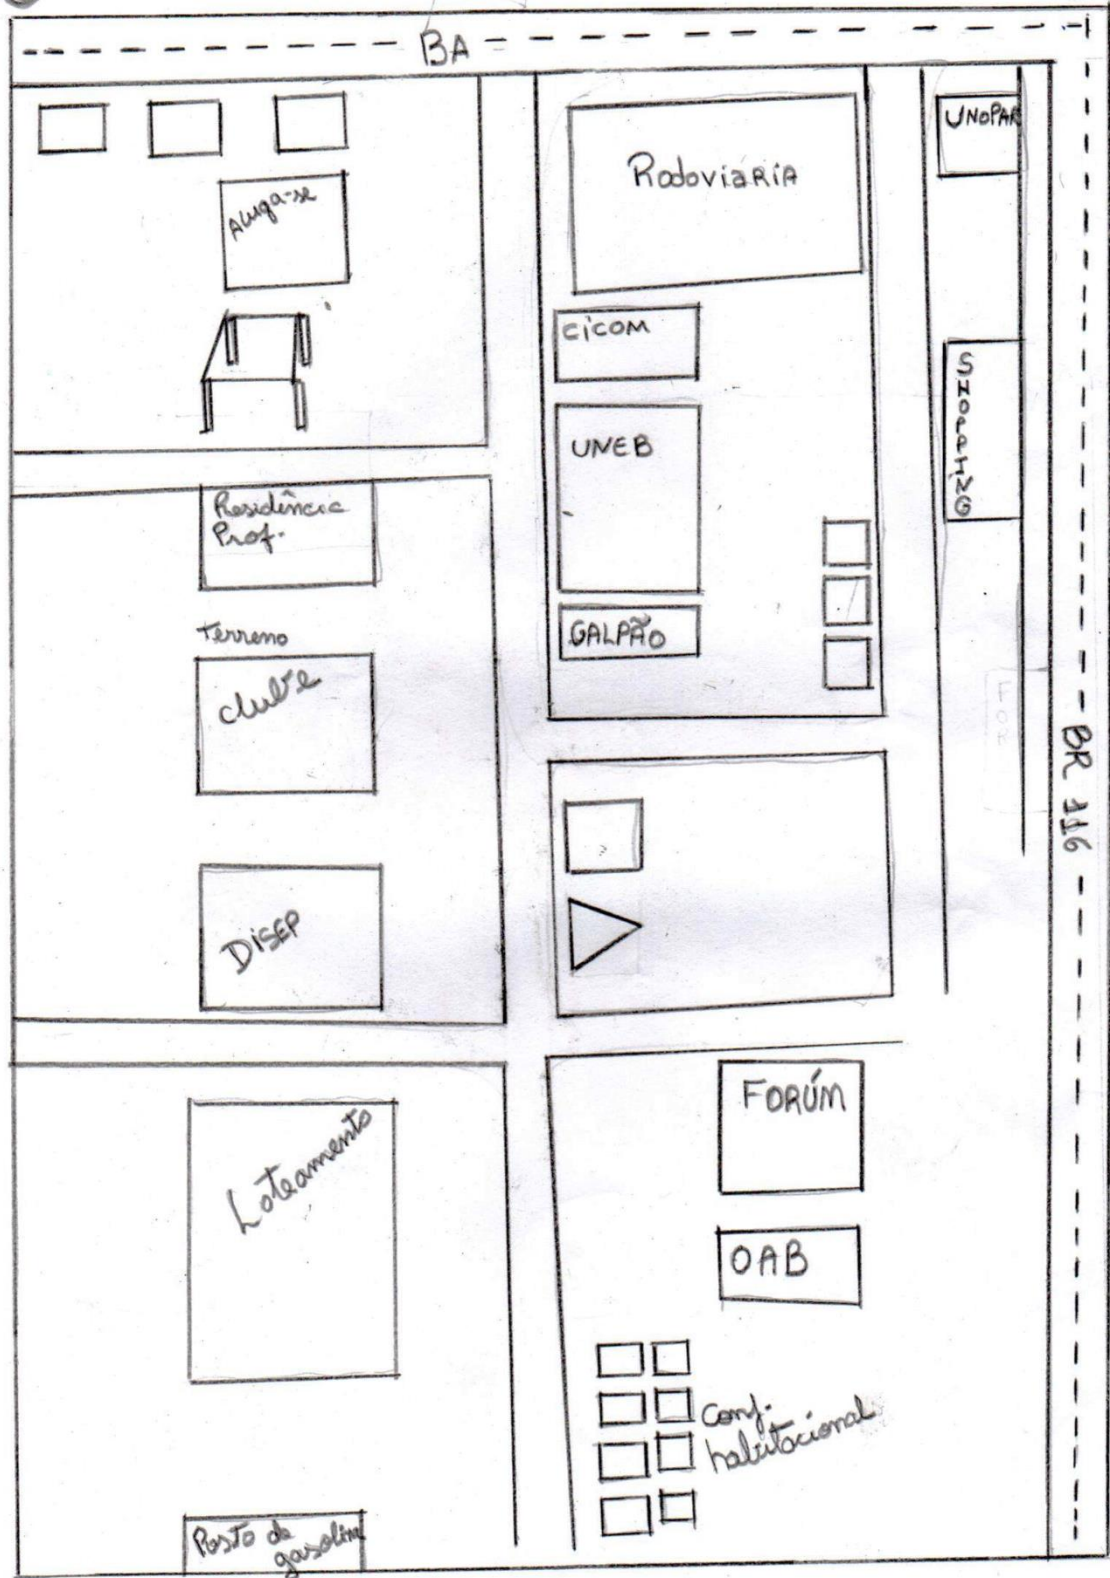 BA
UNOPAR
Rodoviária
Aluga-se
CICOM
SHOPPING
UNEB
Residência
Prof.
GALPÃO
Terreno
clube
FOR
BR 116
DISEP
FORÚM
Loteamento
OAB
conj.
habitacional
Posto de
gasolina